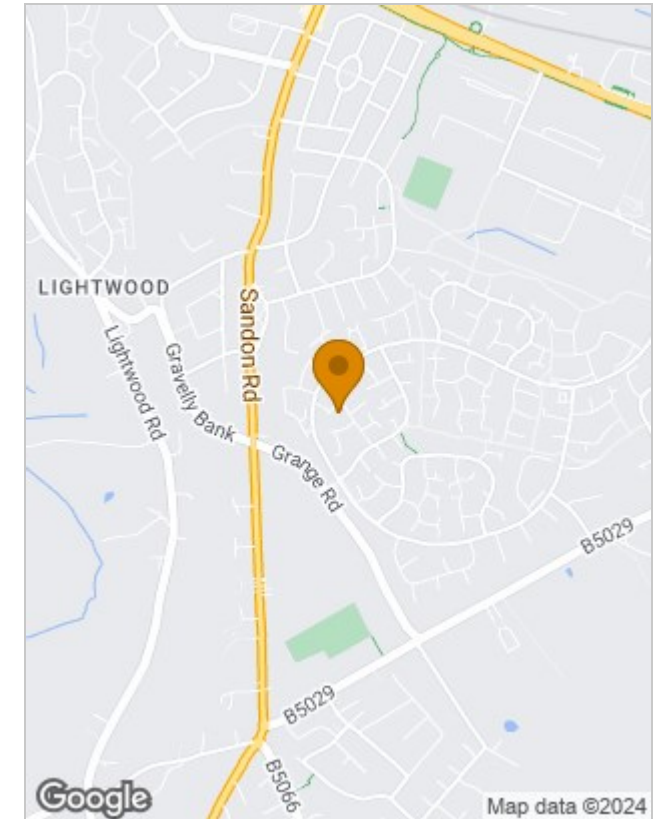 LIGHTWOOD
Sandon Rd
Lightwood Rd
Gravelly Bank
Grange Rd
B5029
B5029
B5066
Google
Map data ©2024